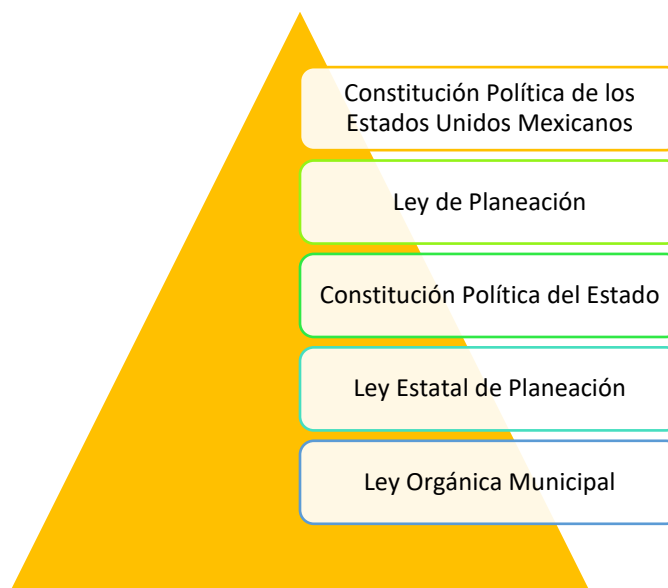 Constitución Política de los
Estados Unidos Mexicanos
Ley de Planeación
Constitución Política del Estado
Ley Estatal de Planeación
Ley Orgánica Municipal